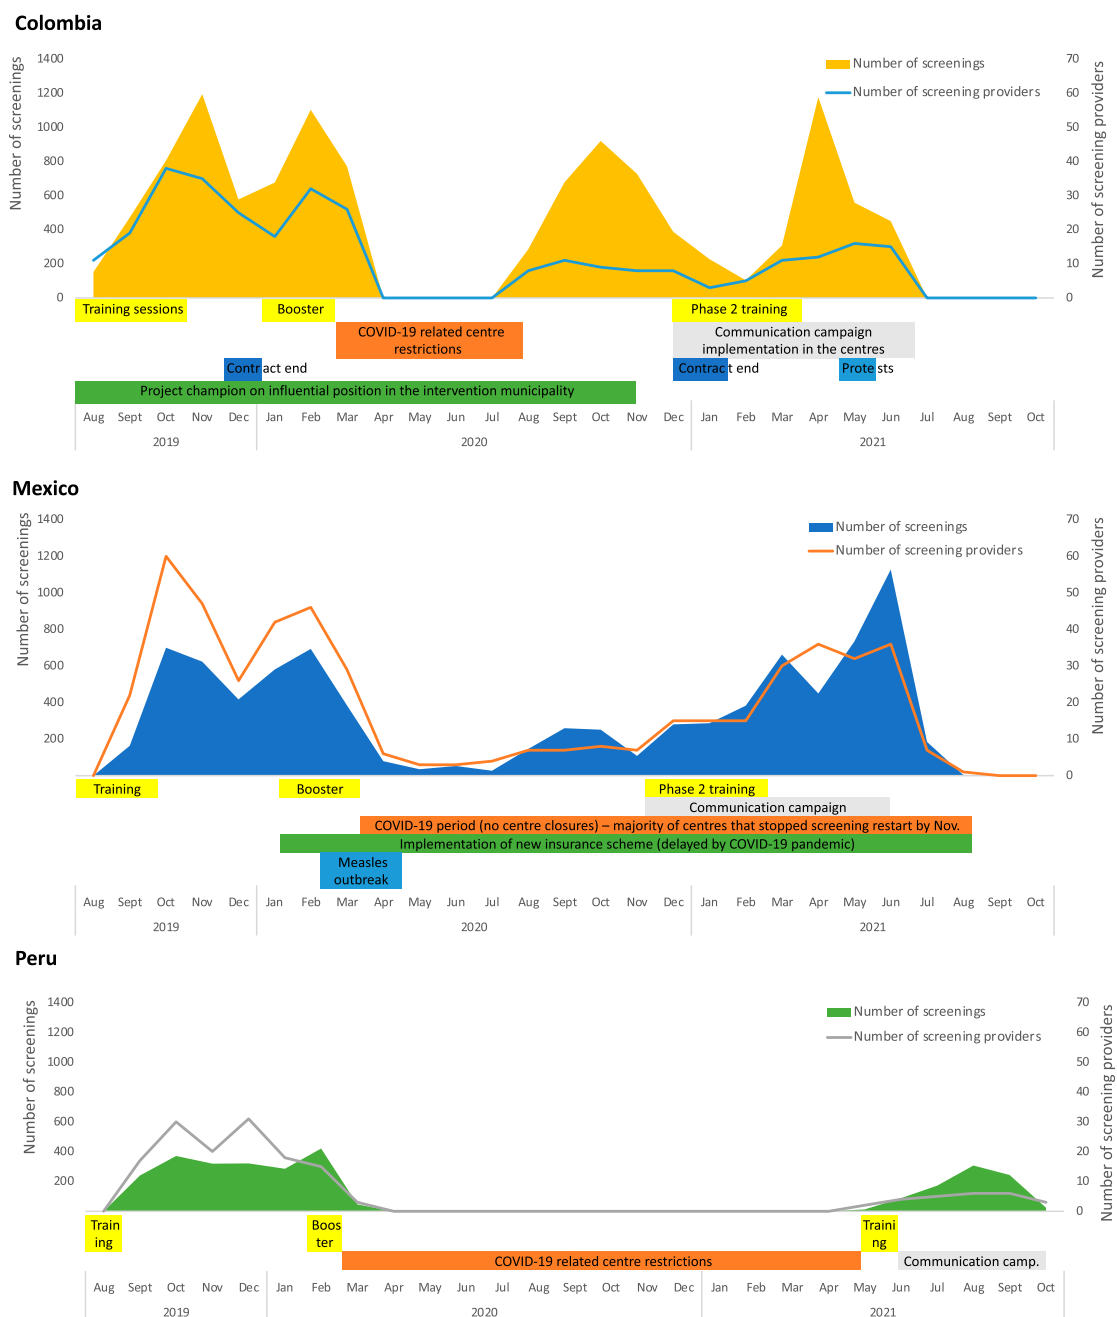 Colombia
Number of screenings
1400
1200
1000
800
600
400
200
0
Number of screenings
Number of screening providers
70
60
50
40
30
20
10
0
Number of screening providers
Training sessions
Booster
Phase 2 training
COVID-19 related centre
restrictions
Communication campaign
implementation in the centres
Contract end
Contract end
Protests
Project champion on influential position in the intervention municipality
Aug Sept Oct Nov Dec Jan Feb Mar Apr May Jun Jul Aug Sept Oct Nov Dec Jan Feb Mar Apr May Jun Jul Aug Sept Oct
2019 2020 2021
Mexico
Number of screenings
1400
1200
1000
800
600
400
200
Number of screenings
Number of screening providers
70
60
50
40
30
20
10
0
Number of screening providers
Training
Booster
Phase 2 training
Communication campaign
COVID-19 period (no centre closures) – majority of centres that stopped screening restart by Nov.
Implementation of new insurance scheme (delayed by COVID-19 pandemic)
Measles
outbreak
Aug Sept Oct Nov Dec Jan Feb Mar Apr May Jun Jul Aug Sept Oct Nov Dec Jan Feb Mar Apr May Jun Jul Aug Sept Oct
2019 2020 2021
Peru
Number of screenings
1400
1200
1000
800
600
400
200
Number of screenings
Number of screening providers
70
60
50
40
30
20
10
0
Number of screening providers
Train
ing
Boos
ter
Traini
ng
COVID-19 related centre restrictions
Communication camp.
Aug Sept Oct Nov Dec Jan Feb Mar Apr May Jun Jul Aug Sept Oct Nov Dec Jan Feb Mar Apr May Jun Jul Aug Sept Oct
2019 2020 2021